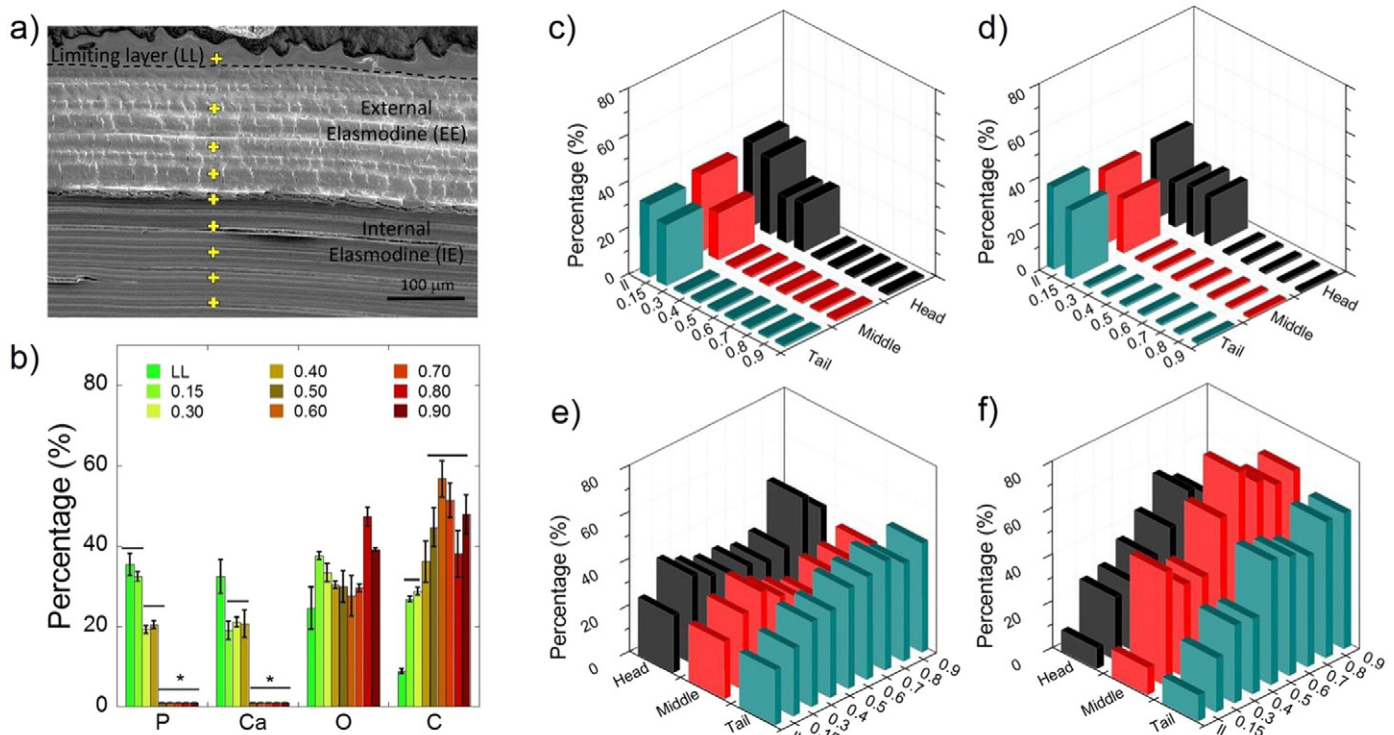 a)
Limiting layer (LL)
External
Elasmodine (EE)
Internal
Elasmodine (IE)
100 μm
b)
Percentage (%)
80
60
40
20
0
LL
0.15
0.30
0.40
0.50
0.60
0.70
0.80
0.90
*
*
P
Ca
O
C
c)
Percentage (%)
80
60
40
20
0
ll
0.15
0.3
0.4
0.5
0.6
0.7
0.8
0.9
Tail
Middle
Head
d)
Percentage (%)
80
60
40
20
0
ll
0.15
0.3
0.4
0.5
0.6
0.7
0.8
0.9
Tail
Middle
Head
e)
Percentage (%)
80
60
40
20
0
Head
Middle
Tail
ll
0.15
0.3
0.4
0.5
0.6
0.7
0.8
0.9
f)
Percentage (%)
80
60
40
20
0
Head
Middle
Tail
ll
0.15
0.3
0.4
0.5
0.6
0.7
0.8
0.9